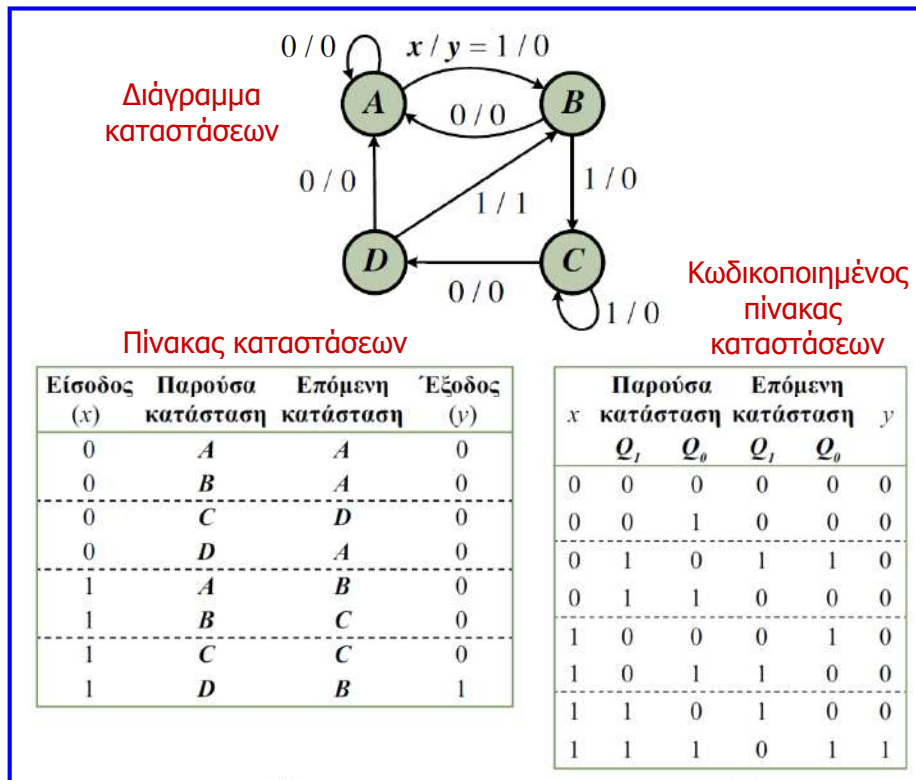 0 / 0
x / y = 1 / 0
Διάγραμμα
καταστάσεων
A
B
0 / 0
0 / 0
1 / 0
1 / 1
D
C
0 / 0
1 / 0
Κωδικοποιημένος
πίνακας
καταστάσεων
Πίνακας καταστάσεων
Είσοδος Παρούσα Επόμενη Έξοδος
(x) κατάσταση κατάσταση (y)
0 A A 0
0 B A 0
0 C D 0
0 D A 0
1 A B 0
1 B C 0
1 C C 0
1 D B 1
Παρούσα Επόμενη
x κατάσταση κατάσταση y
Q1 Q0 Q1 Q0
0 0 0 0 0 0
0 0 1 0 0 0
0 1 0 1 1 0
0 1 1 0 0 0
1 0 0 0 1 0
1 0 1 1 0 0
1 1 0 1 0 0
1 1 1 0 1 1